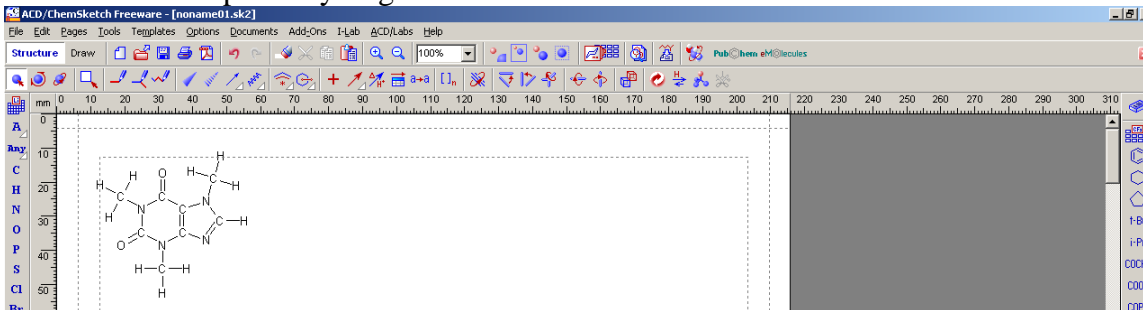 ACD/ChemSketch Freeware - [noname01.sk2]
File Edit Pages Tools Templates Options Documents Add-Ons I-Lab ACD/Labs Help
Structure Draw 100% PubChem eMolecules
mm 0 10 20 30 40 50 60 70 80 90 100 110 120 130 140 150 160 170 180 190 200 210 220 230 240 250 260 270 280 290 300 310
A
Any
C
H
N
O
P
S
Cl
0
10
20
30
40
50
H
H H O H C H
C N
H N C C C H
O C C N
N
H C H
H